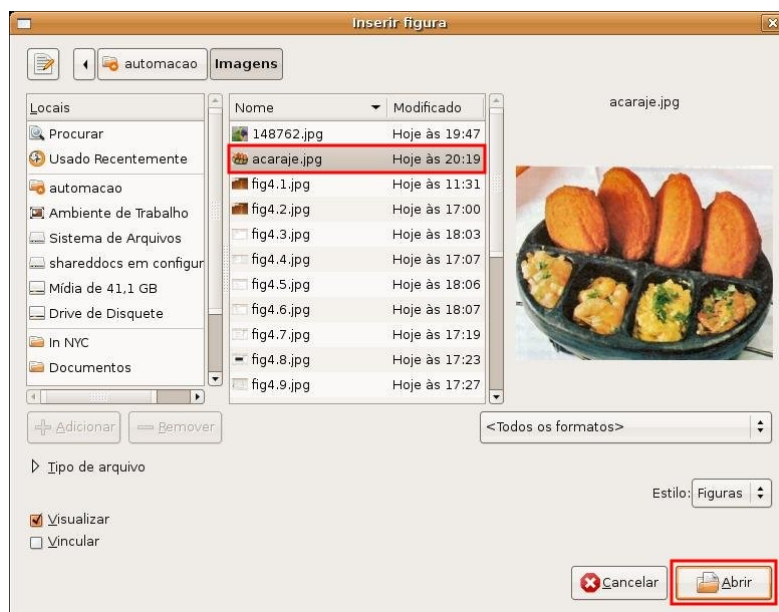 Inserir figura
automacao Imagens
Locais
Procurar
Usado Recentemente
automacao
Ambiente de Trabalho
Sistema de Arquivos
shareddocs em configur
Mídia de 41,1 GB
Drive de Disquete
In NYC
Documentos
Nome Modificado
148762.jpg Hoje às 19:47
acaraje.jpg Hoje às 20:19
fig4.1.jpg Hoje às 11:31
fig4.2.jpg Hoje às 17:00
fig4.3.jpg Hoje às 18:03
fig4.4.jpg Hoje às 17:07
fig4.5.jpg Hoje às 18:06
fig4.6.jpg Hoje às 18:07
fig4.7.jpg Hoje às 17:19
fig4.8.jpg Hoje às 17:23
fig4.9.jpg Hoje às 17:27
acaraje.jpg
Adicionar Remover
<Todos os formatos>
Tipo de arquivo
Estilo: Figuras
Visualizar
Vincular
Cancelar Abrir